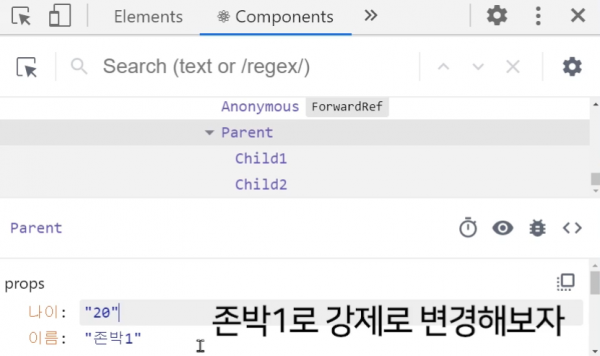 Elements
Components
Search (text or /regex/)
Anonymous ForwardRef
Parent
Child1
Child2
Parent
props
나이: "20"
이름: "존박1"
존박1로 강제로 변경해보자